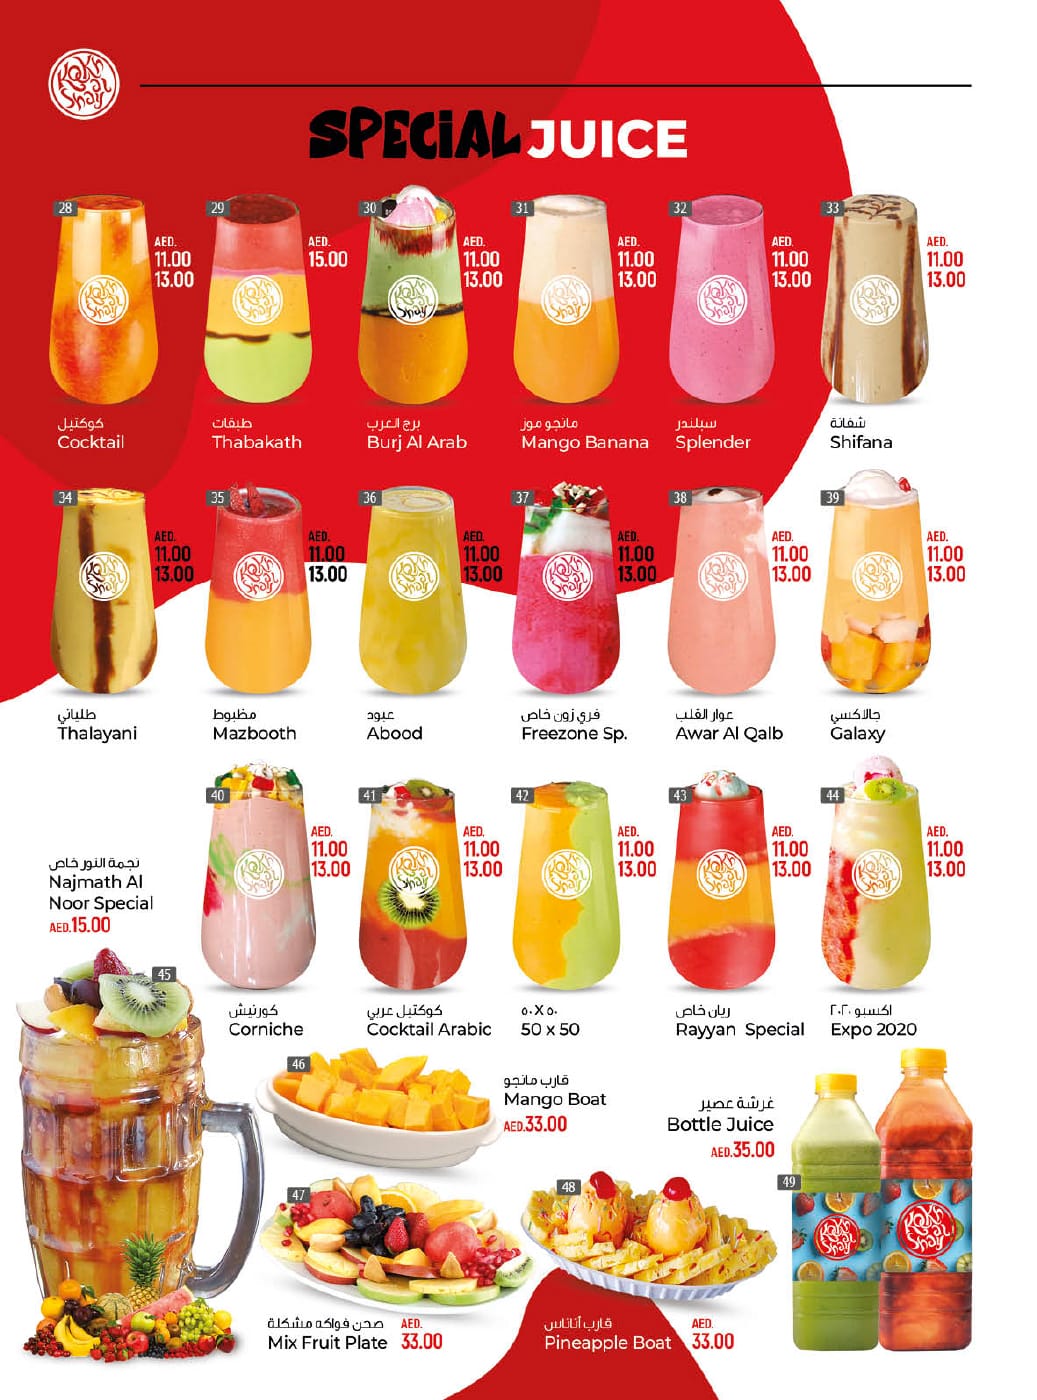 SPECIAL JUICE
28
AED.
11.00
13.00
كوكتيل
Cocktail
29
AED.
15.00
طبقات
Thabakath
30
AED.
11.00
13.00
برج العرب
Burj Al Arab
31
AED.
11.00
13.00
مانجو موز
Mango Banana
32
AED.
11.00
13.00
سبلندر
Splender
33
AED.
11.00
13.00
شفانة
Shifana
34
AED.
11.00
13.00
طلياني
Thalayani
35
AED.
11.00
13.00
مظبوط
Mazbooth
36
AED.
11.00
13.00
عبود
Abood
37
AED.
11.00
13.00
فري زون خاص
Freezone Sp.
38
AED.
11.00
13.00
عوار القلب
Awar Al Qalb
39
AED.
11.00
13.00
جالاكسي
Galaxy
40
AED.
11.00
13.00
كورنيش
Corniche
41
AED.
11.00
13.00
كوكتيل عربي
Cocktail Arabic
42
AED.
11.00
13.00
٥٠X٥٠
50 x 50
43
AED.
11.00
13.00
ريان خاص
Rayyan Special
44
AED.
11.00
13.00
اكسبو ٢٠٢٠
Expo 2020
نجمة النور خاص
Najmath Al
Noor Special
AED.15.00
45
46
قارب مانجو
Mango Boat
AED.33.00
47
صحن فواكه مشكلة
Mix Fruit Plate
AED.
33.00
48
قارب أناناس
Pineapple Boat
AED.
33.00
غرشة عصير
Bottle Juice
AED.35.00
49